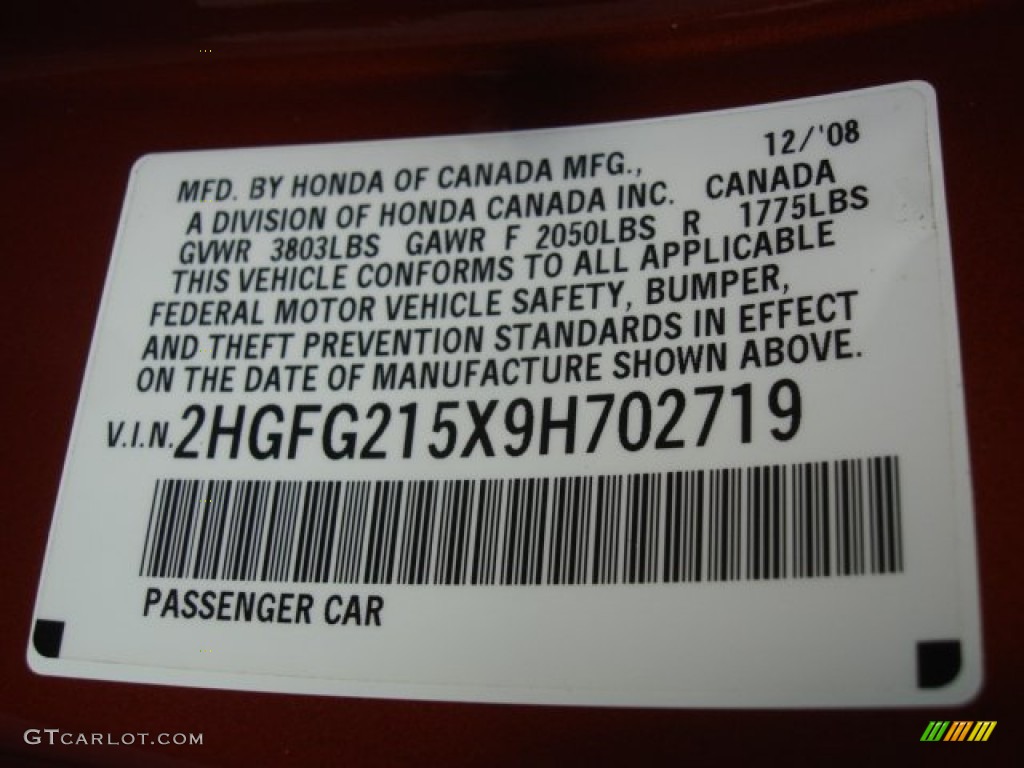 12/'08
MFD. BY HONDA OF CANADA MFG.,
A DIVISION OF HONDA CANADA INC. CANADA
GVWR 3803LBS GAWR F 2050LBS R 1775LBS
THIS VEHICLE CONFORMS TO ALL APPLICABLE
FEDERAL MOTOR VEHICLE SAFETY, BUMPER,
AND THEFT PREVENTION STANDARDS IN EFFECT
ON THE DATE OF MANUFACTURE SHOWN ABOVE.
V.I.N. 2HGFG215X9H702719
PASSENGER CAR
GTCARLOT.COM